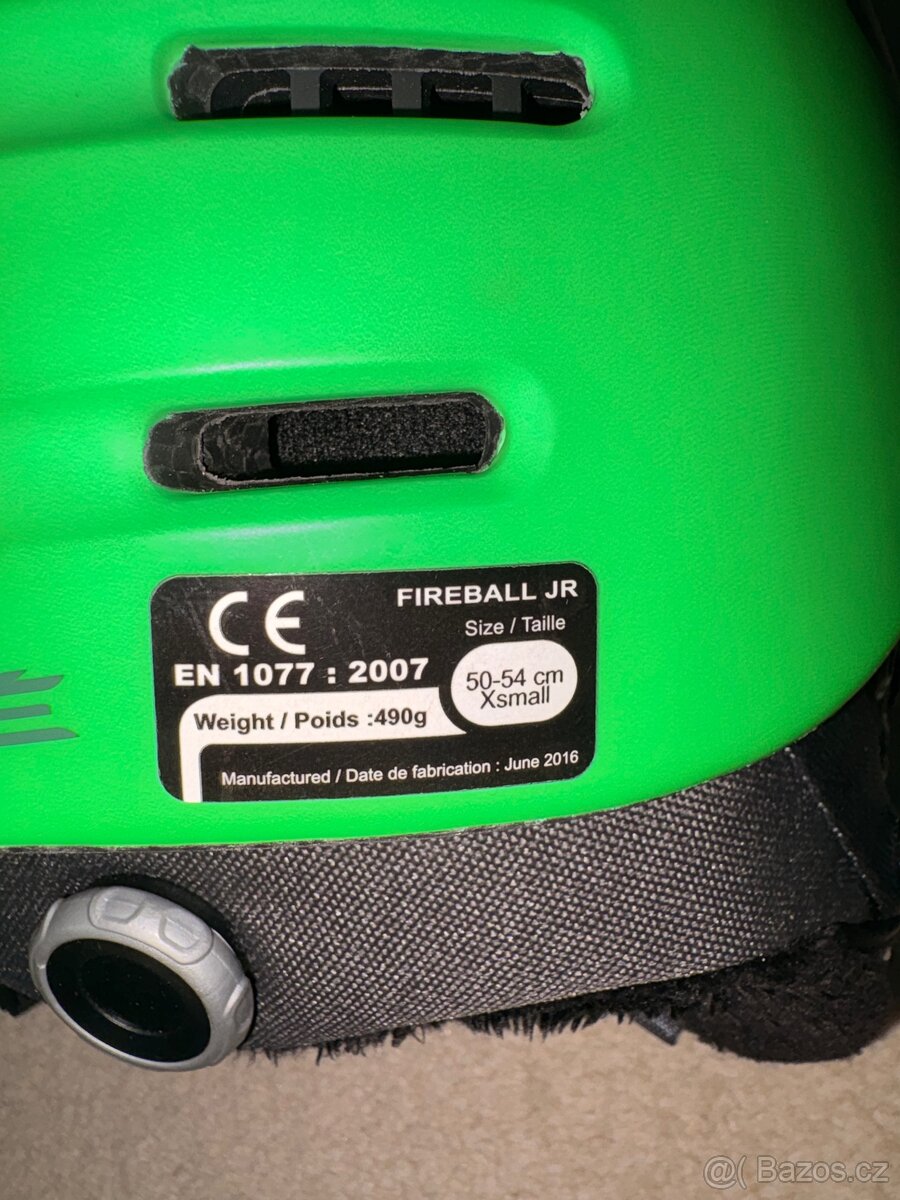 CE
FIREBALL JR
Size / Taille
EN 1077 : 2007
50-54 cm
Xsmall
Weight / Poids :490g
Manufactured / Date de fabrication : June 2016
@( Bazos.cz